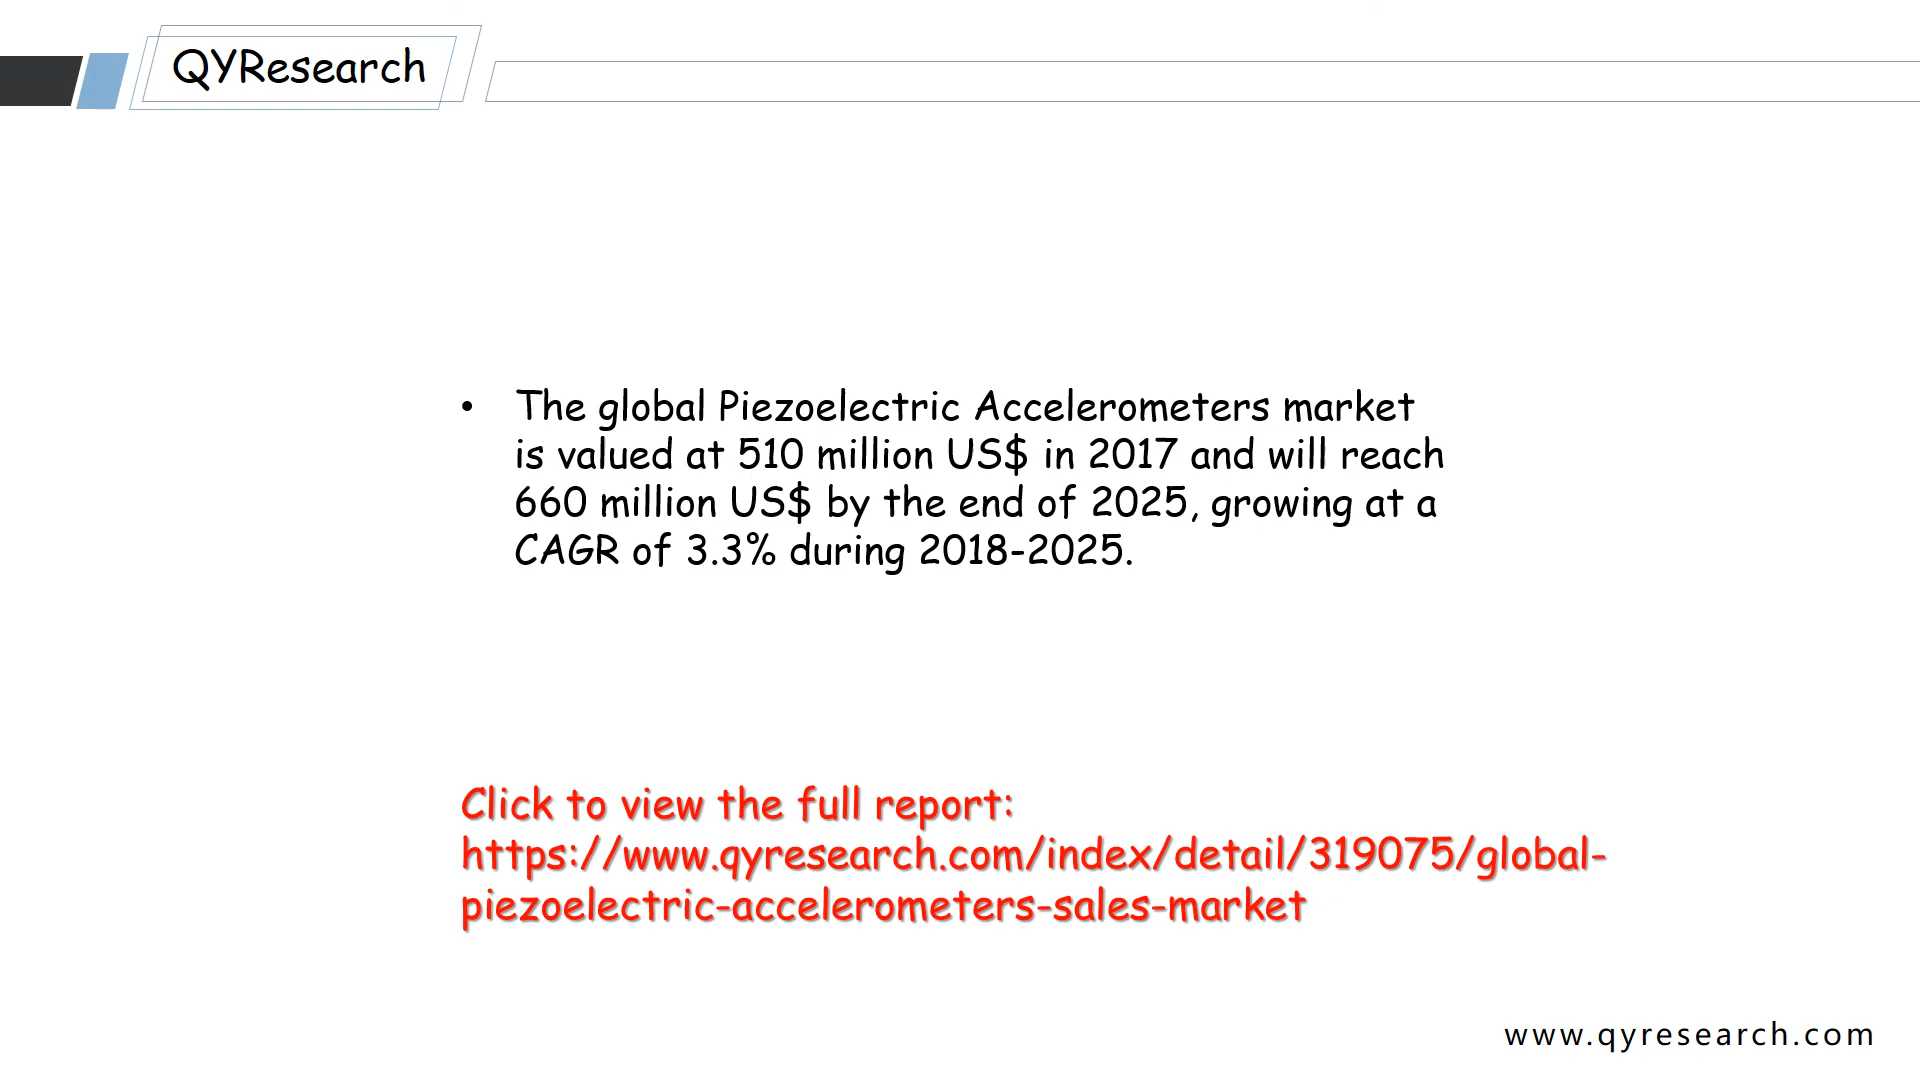 QYResearch
• The global Piezoelectric Accelerometers market
is valued at 510 million US$ in 2017 and will reach
660 million US$ by the end of 2025, growing at a
CAGR of 3.3% during 2018-2025.
Click to view the full report:
https://www.qyresearch.com/index/detail/319075/global-
piezoelectric-accelerometers-sales-market
www.qyresearch.com